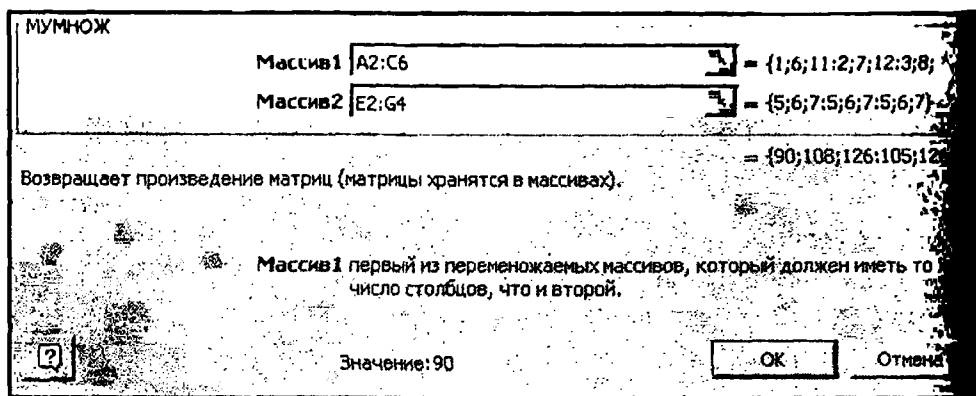 МУМНОЖ
Массив1 A2:C6 = {1;6;11:2;7;12:3;8;
Массив2 E2:G4 = {5;6;7:5;6;7:5;6;7}
= {90;108;126:105;12
Возвращает произведение матриц (матрицы хранятся в массивах).
Массив1 первый из перемножаемых массивов, который должен иметь то
число столбцов, что и второй.
Значение:90
OK
Отмена